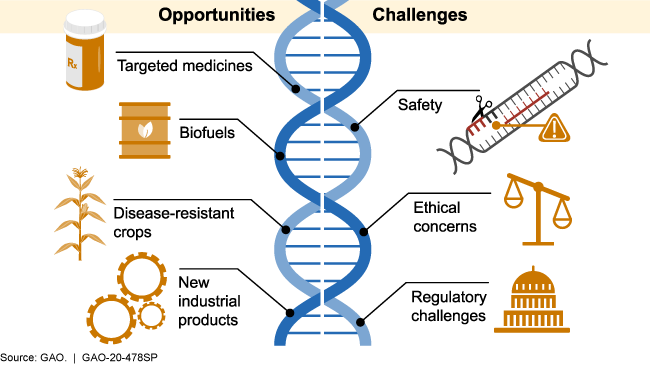 Opportunities
Challenges
Rx
Targeted medicines
Safety
Biofuels
Disease-resistant
crops
Ethical
concerns
New
industrial
products
Regulatory
challenges
Source: GAO. | GAO-20-478SP